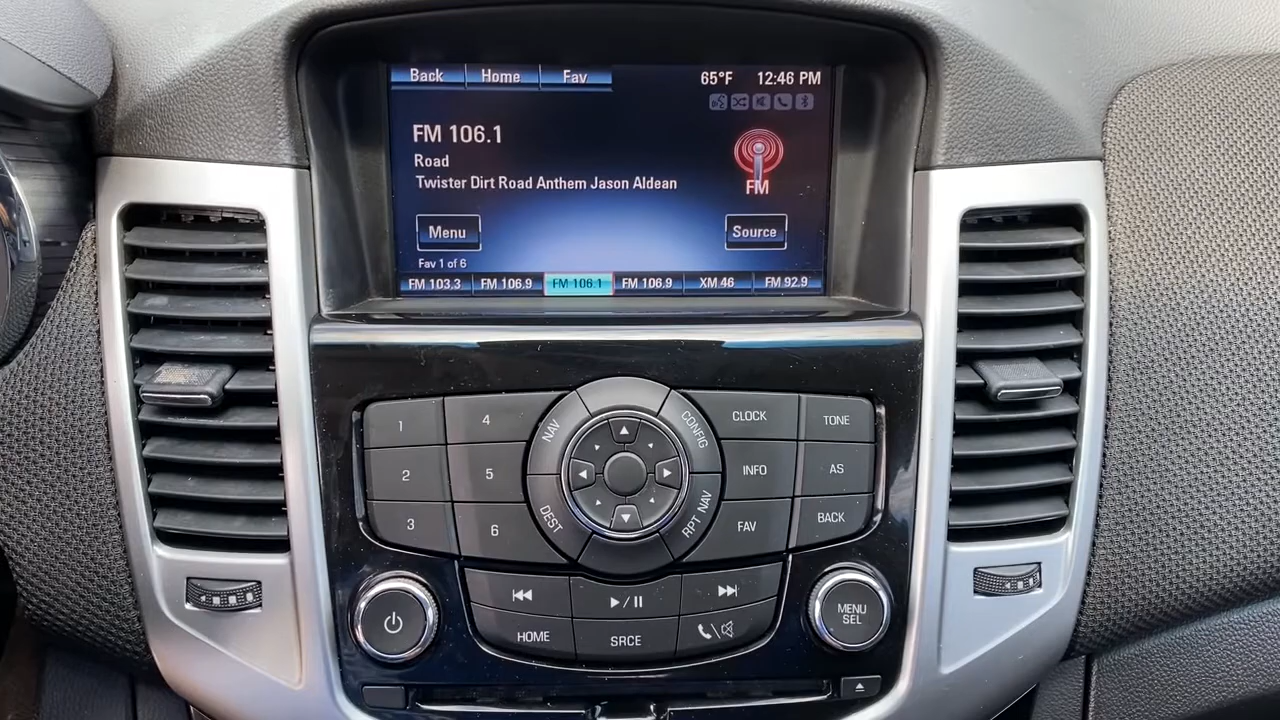 Back Home Fav 65°F 12:46 PM
FM 106.1
Road
Twister Dirt Road Anthem Jason Aldean
FM
Menu Source
Fav 1 of 6
FM 103.3 FM 106.9 FM 106.1 FM 106.9 XM 46 FM 92.9
1 4 NAV CONFIG CLOCK TONE
2 5 INFO AS
3 6 DEST RPT NAV FAV BACK
HOME SRCE
MENU
SEL